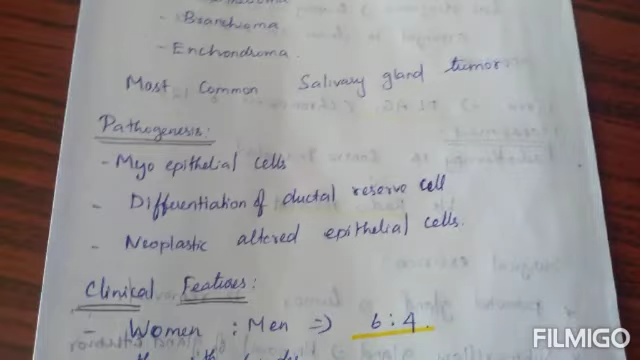 - Branchioma
- Enchondroma.
Most Common Salivary gland tumor.
Pathogenesis:
- Myo epithelial cells
- Differentiation of ductal reserve cell
- Neoplastic altered epithelial cells.
Clinical Features:
- Women : Men => 6:4.
FILMIGO